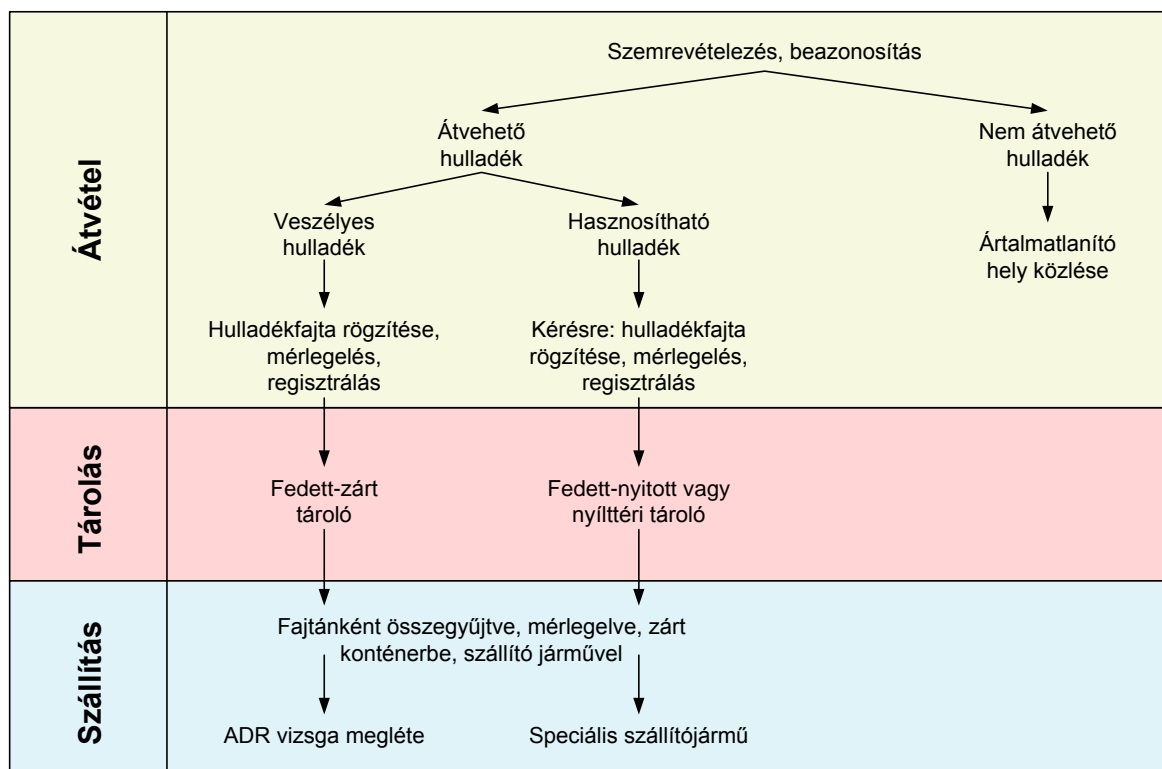 Átvétel
Szemrevételezés, beazonosítás
Átvehető
hulladék
Nem átvehető
hulladék
Veszélyes
hulladék
Hasznosítható
hulladék
Ártalmatlanító
hely közlése
Hulladékfajta rögzítése,
mérlegelés,
regisztrálás
Kérésre: hulladékfajta
rögzítése, mérlegelés,
regisztrálás
Tárolás
Fedett-zárt
tároló
Fedett-nyitott vagy
nyílttéri tároló
Szállítás
Fajtánként összegyűjtve, mérlegelve, zárt
konténerbe, szállító járművel
ADR vizsga megléte
Speciális szállítójármű